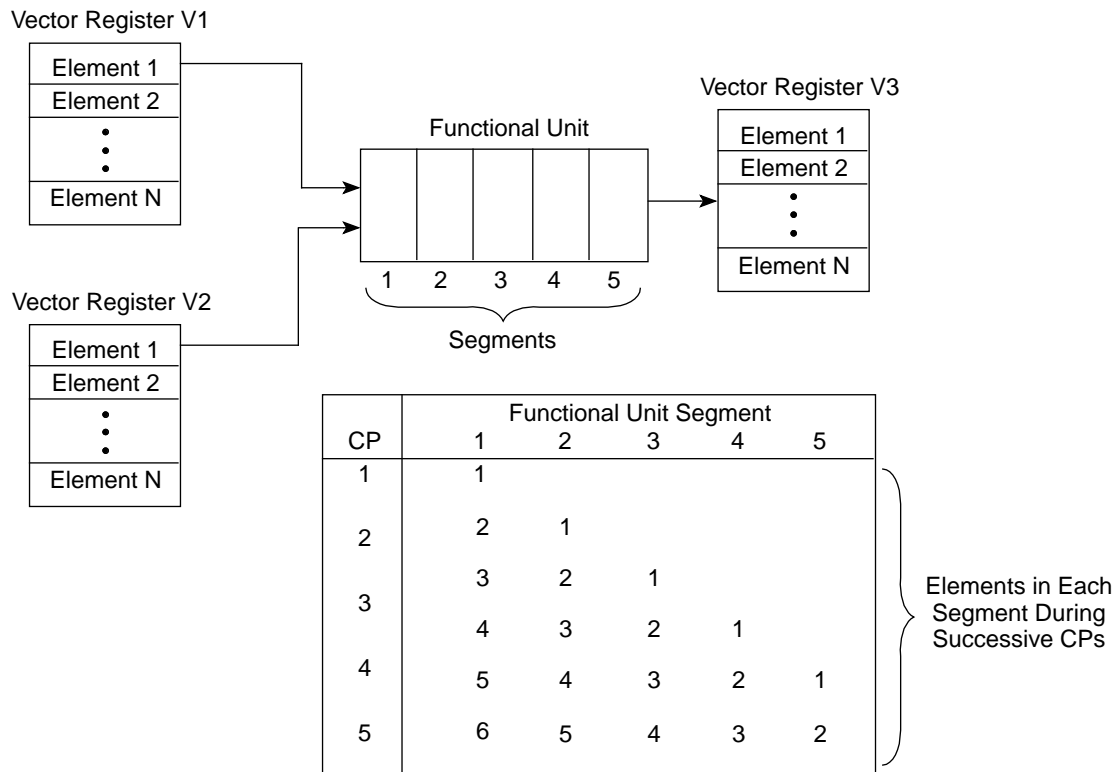 Vector Register V1
Element 1
Element 2
Element N
Vector Register V2
Element 1
Element 2
Element N
Functional Unit
1 2 3 4 5
Segments
Vector Register V3
Element 1
Element 2
Element N
Functional Unit Segment
CP 1 2 3 4 5
1 1
2 2 1
3 2 1
3
4 3 2 1
4
5 4 3 2 1
5 6 5 4 3 2
Elements in Each
Segment During
Successive CPs